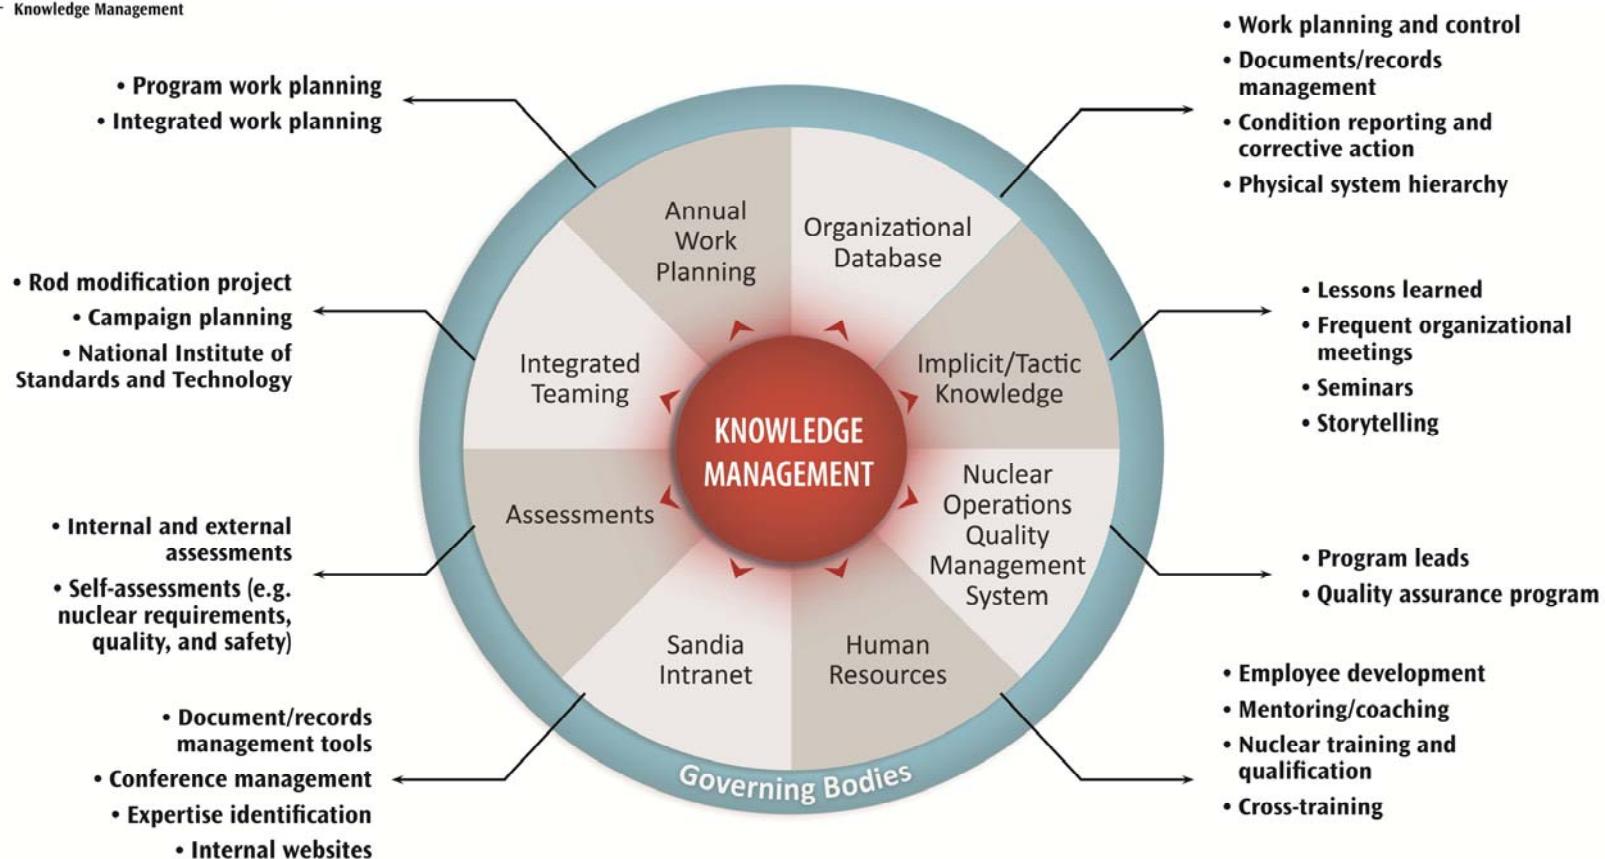 Knowledge Management
• Program work planning
• Integrated work planning
• Work planning and control
• Documents/records
management
• Condition reporting and
corrective action
• Physical system hierarchy
Annual
Work
Planning
Organizational
Database
• Rod modification project
• Campaign planning
• National Institute of
Standards and Technology
Integrated
Teaming
Implicit/Tactic
Knowledge
• Lessons learned
• Frequent organizational
meetings
• Seminars
• Storytelling
KNOWLEDGE
MANAGEMENT
Assessments
Nuclear
Operations
Quality
Management
System
• Internal and external
assessments
• Self-assessments (e.g.
nuclear requirements,
quality, and safety)
• Program leads
• Quality assurance program
Sandia
Intranet
Human
Resources
• Document/records
management tools
• Conference management
• Expertise identification
• Internal websites
• Employee development
• Mentoring/coaching
• Nuclear training and
qualification
• Cross-training
Governing Bodies